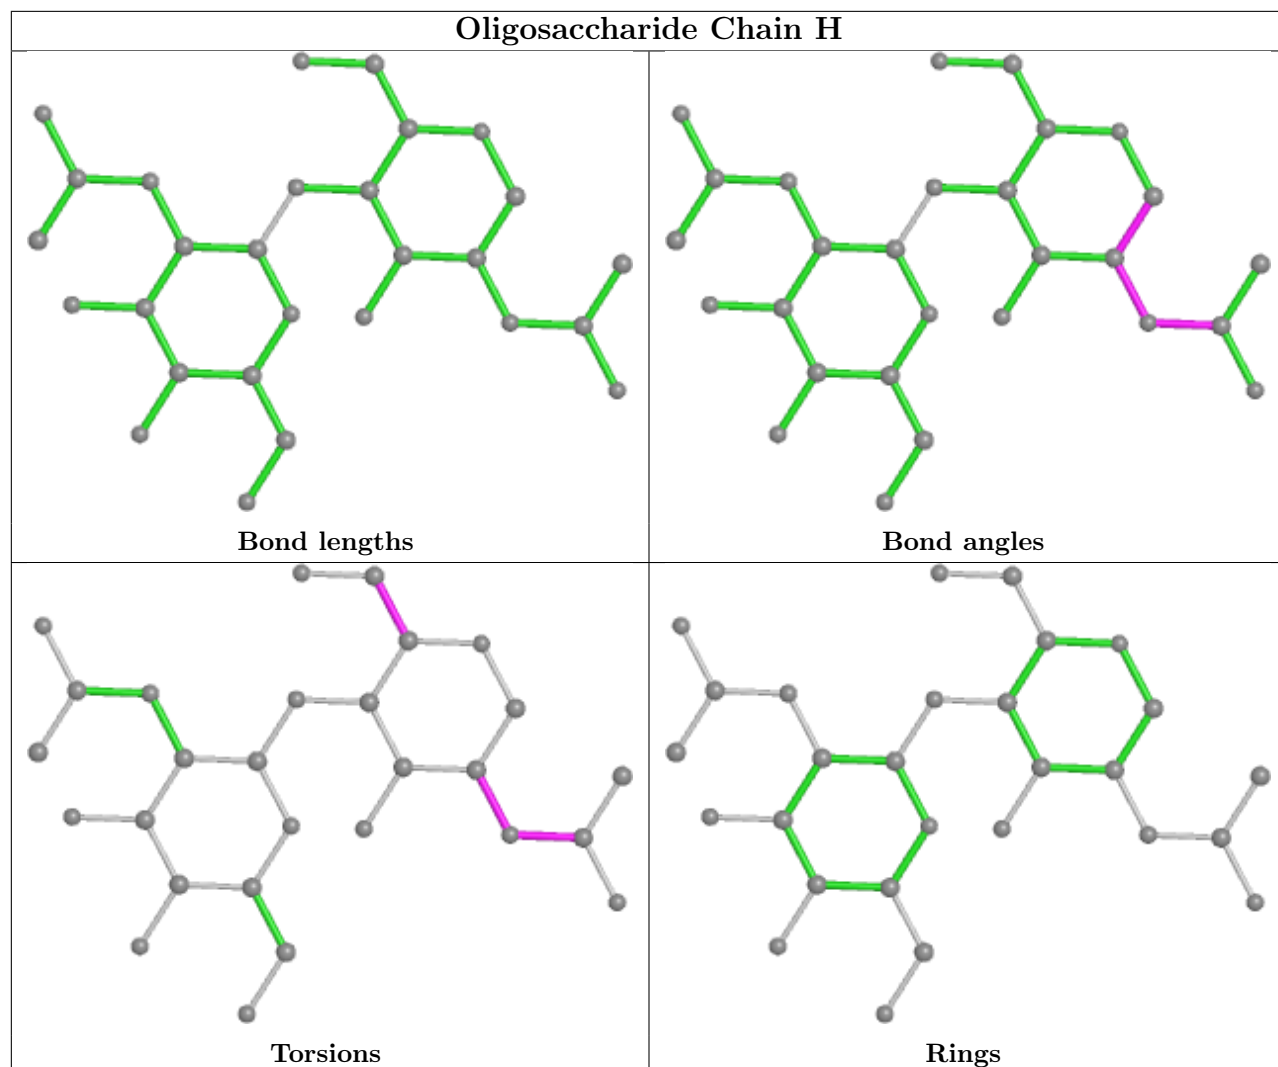 Oligosaccharide Chain H
Bond lengths
Bond angles
Torsions
Rings